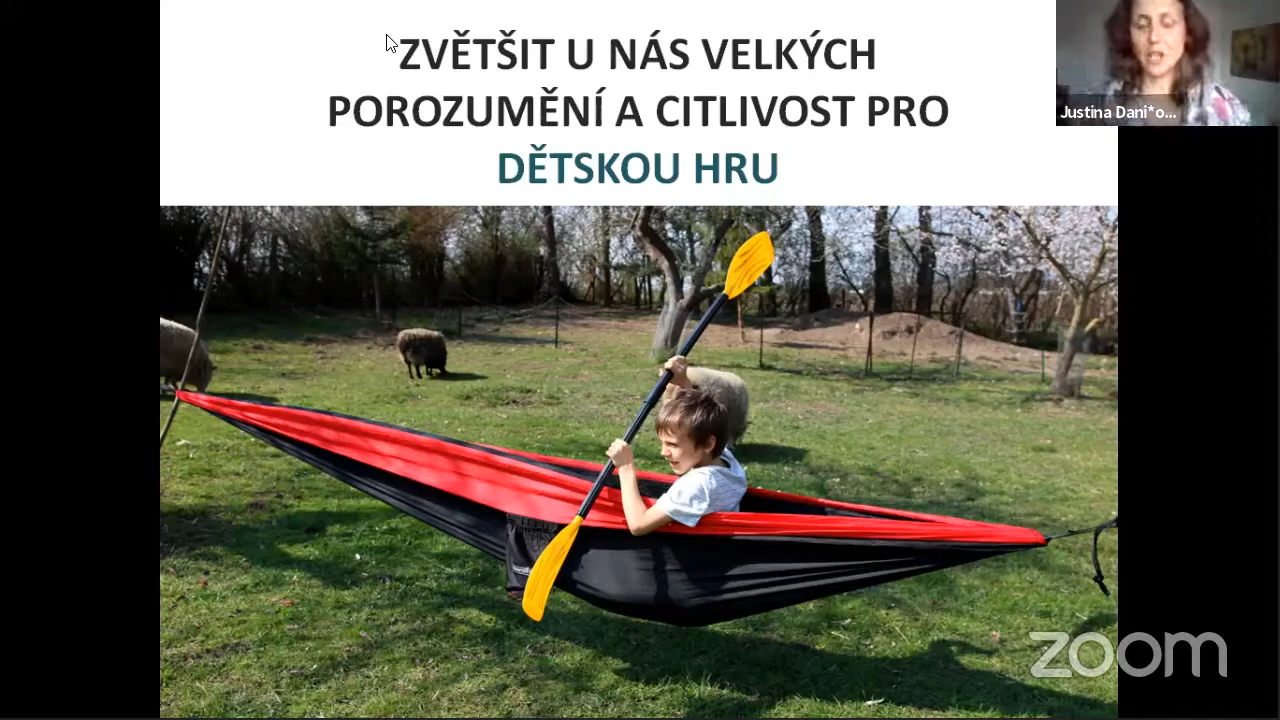 ZVĚTŠIT U NÁS VELKÝCH
POROZUMĚNÍ A CITLIVOST PRO
DĚTSKOU HRU
Justina Dani*o...
zoom